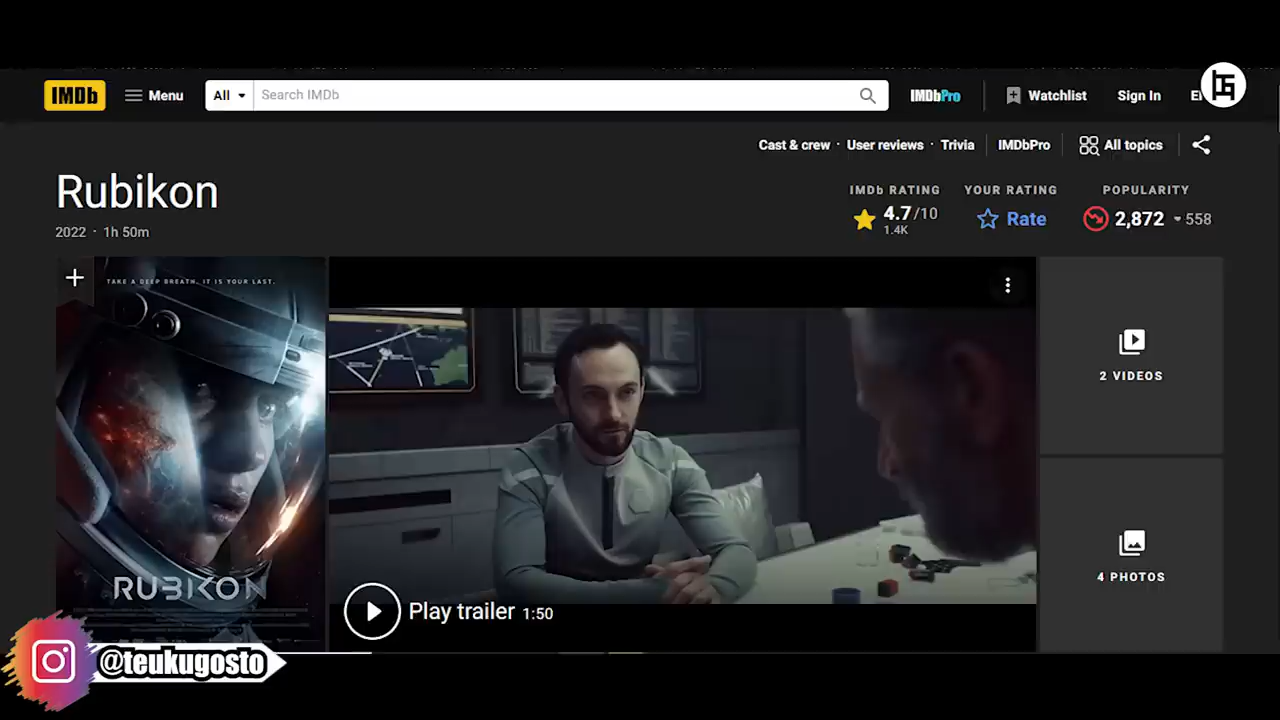 IMDb Menu All Search IMDb IMDbPro Watchlist Sign In
Cast & crew · User reviews · Trivia IMDbPro All topics
Rubikon
2022 · 1h 50m
IMDb RATING YOUR RATING POPULARITY
4.7/10 Rate 2,872 558
1.4K
TAKE A DEEP BREATH. IT IS YOUR LAST.
RUBIKON
Play trailer 1:50
2 VIDEOS
4 PHOTOS
@teukugosto